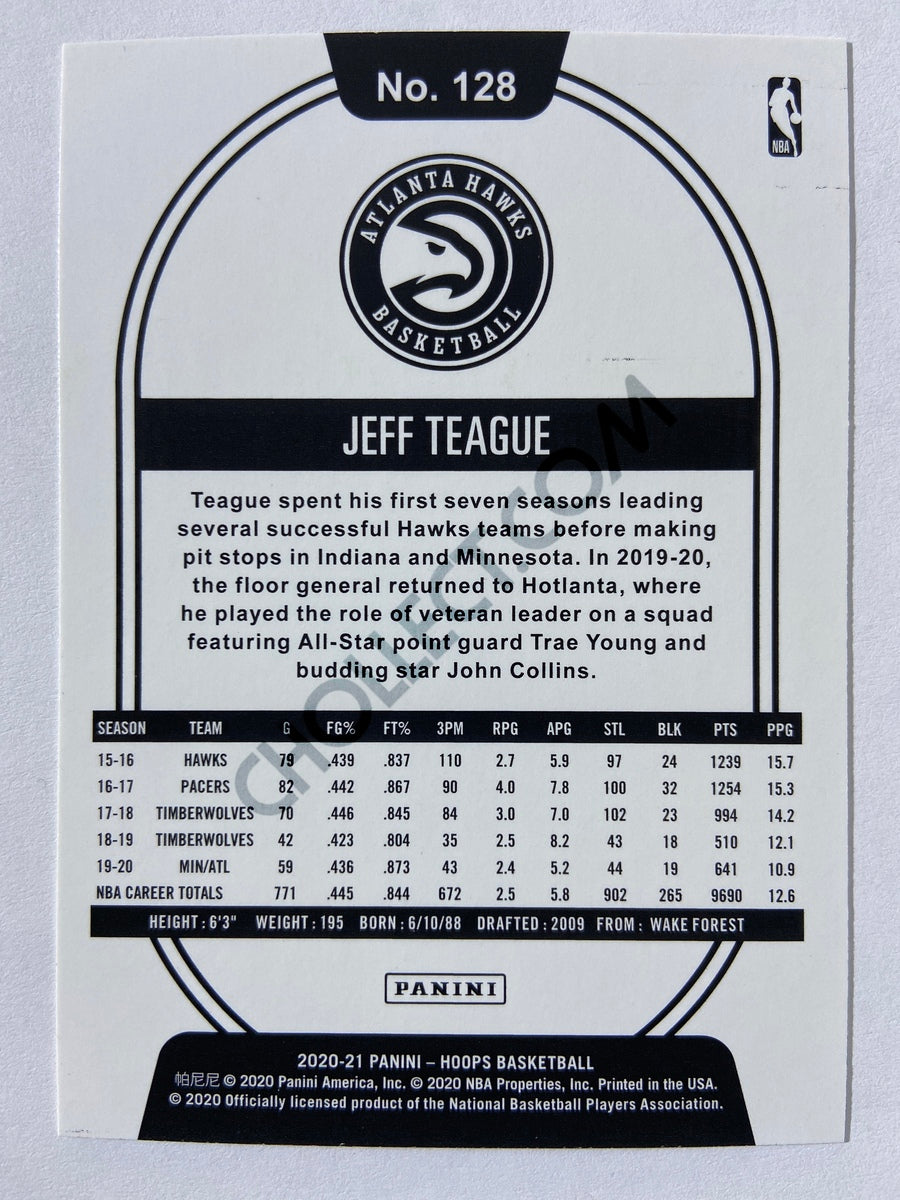 No. 128
NBA
ATLANTA HAWKS
BASKETBALL
JEFF TEAGUE
Teague spent his first seven seasons leading
several successful Hawks teams before making
pit stops in Indiana and Minnesota. In 2019-20,
the floor general returned to Hotlanta, where
he played the role of veteran leader on a squad
featuring All-Star point guard Trae Young and
budding star John Collins.
CHOLLECT.COM
SEASON TEAM G FG% FT% 3PM RPG APG STL BLK PTS PPG
15-16 HAWKS 79 .439 .837 110 2.7 5.9 97 24 1239 15.7
16-17 PACERS 82 .442 .867 90 4.0 7.8 100 32 1254 15.3
17-18 TIMBERWOLVES 70 .446 .845 84 3.0 7.0 102 23 994 14.2
18-19 TIMBERWOLVES 42 .423 .804 35 2.5 8.2 43 18 510 12.1
19-20 MIN/ATL 59 .436 .873 43 2.4 5.2 44 19 641 10.9
NBA CAREER TOTALS 771 .445 .844 672 2.5 5.8 902 265 9690 12.6
HEIGHT : 6'3" WEIGHT : 195 BORN : 6/10/88 DRAFTED : 2009 FROM : WAKE FOREST
PANINI
2020-21 PANINI – HOOPS BASKETBALL
帕尼尼 © 2020 Panini America, Inc. © 2020 NBA Properties, Inc. Printed in the USA.
© 2020 Officially licensed product of the National Basketball Players Association.